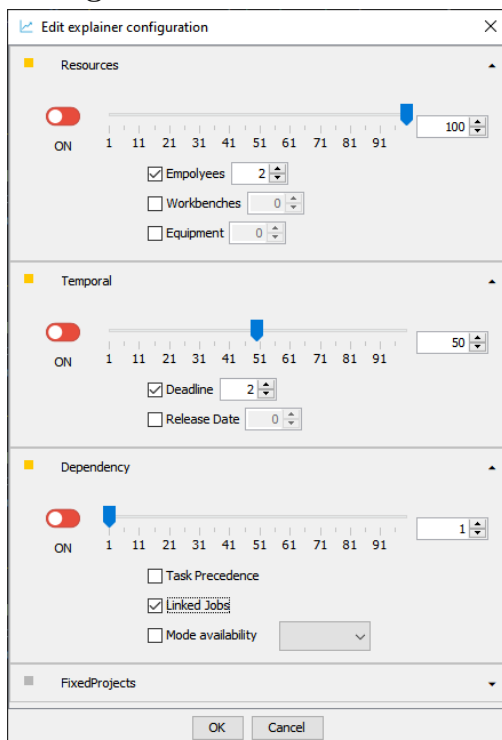 Edit explainer configuration
Resources
100
ON 1 11 21 31 41 51 61 71 81 91
Empolyees 2
Workbenches 0
Equipment 0
Temporal
50
ON 1 11 21 31 41 51 61 71 81 91
Deadline 2
Release Date 0
Dependency
1
ON 1 11 21 31 41 51 61 71 81 91
Task Precedence
Linked Jobs
Mode availability
FixedProjects
OK Cancel